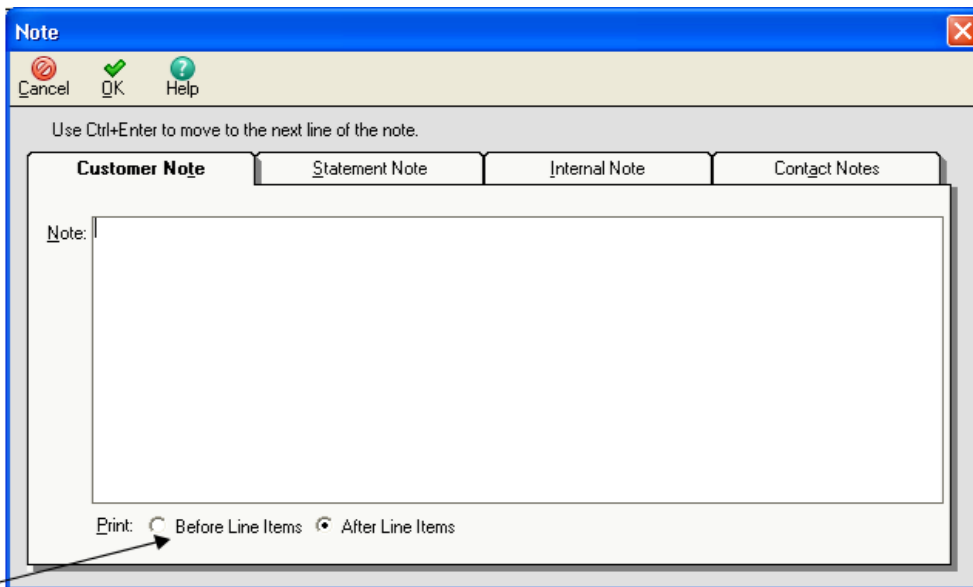 Note
Cancel OK Help
Use Ctrl+Enter to move to the next line of the note.
Customer Note Statement Note Internal Note Contact Notes
Note:
Print: Before Line Items After Line Items